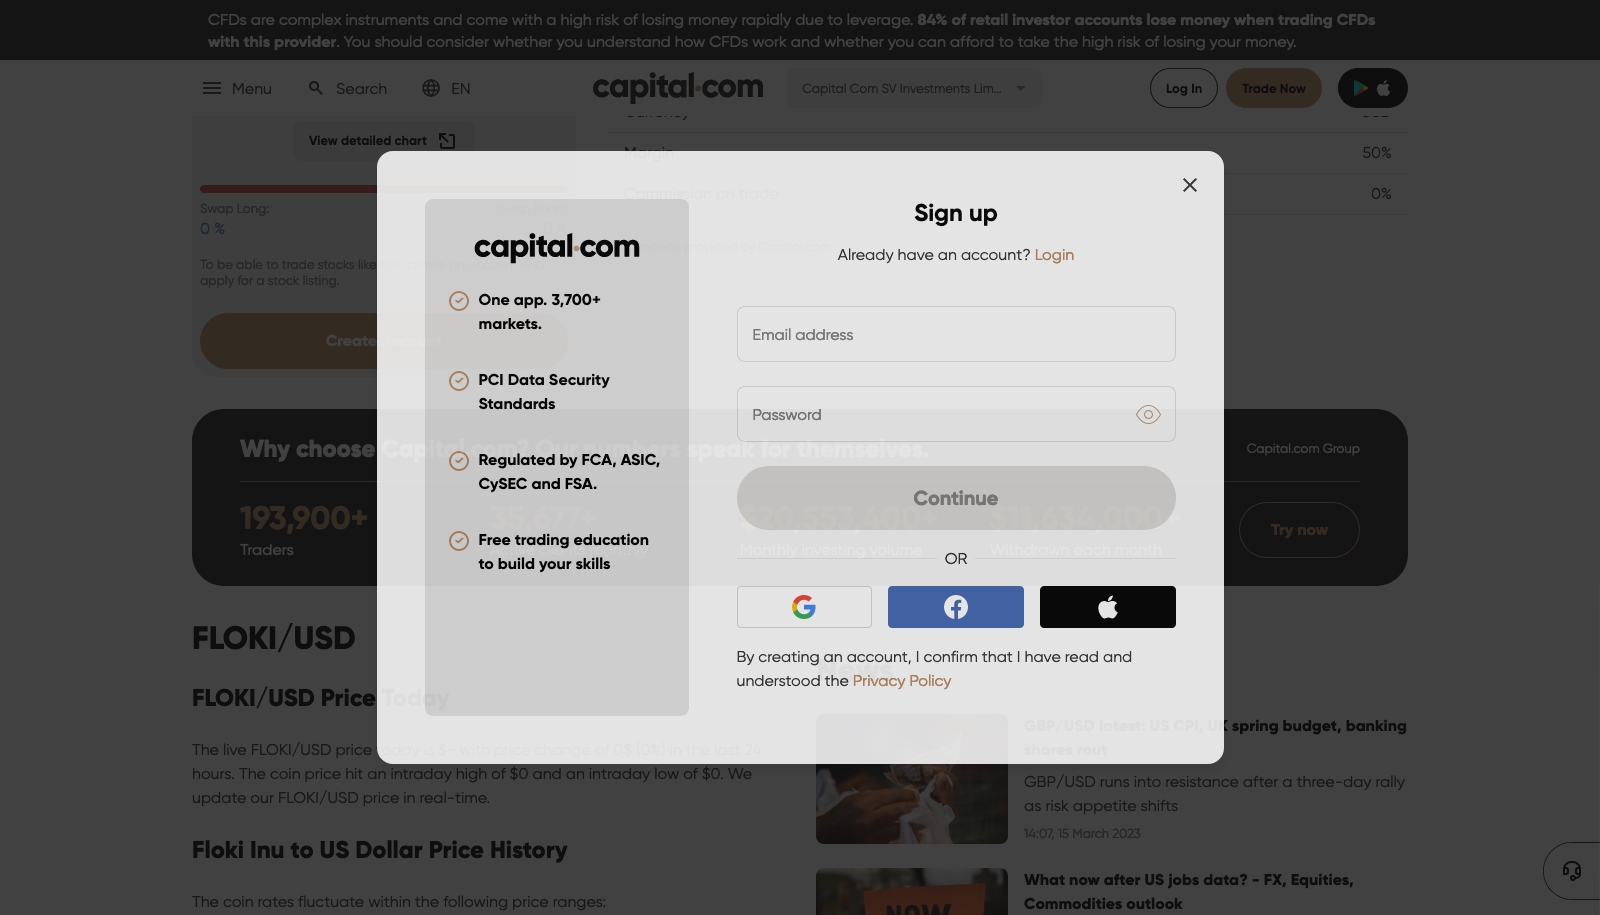 CFDs are complex instruments and come with a high risk of losing money rapidly due to leverage. 84% of retail investor accounts lose money when trading CFDs
with this provider. You should consider whether you understand how CFDs work and whether you can afford to take the high risk of losing your money.
Menu
Search
EN
capital.com
Capital Com SV Investments Lim...
Log In
Trade Now
View detailed chart
Currency
USD
Margin
50%
Commission on trade
0%
Swap Long:
0 %
To be able to trade stocks like
apply for a stock listing.
Create Account
Sign up
Already have an account? Login
capital.com
One app. 3,700+
markets.
PCI Data Security
Standards
Regulated by FCA, ASIC,
CySEC and FSA.
Free trading education
to build your skills
Email address
Password
Continue
OR
By creating an account, I confirm that I have read and
understood the Privacy Policy
Why choose Capital.com? Our numbers speak for themselves.
Capital.com Group
193,900+
Traders
35,677+
Monthly investing volume
Withdrawn each month
Try now
FLOKI/USD
FLOKI/USD Price Today
The live FLOKI/USD price today is $– with price change of 0$ (0%) in the last 24
hours. The coin price hit an intraday high of $0 and an intraday low of $0. We
update our FLOKI/USD price in real-time.
Floki Inu to US Dollar Price History
The coin rates fluctuate within the following price ranges:
News
GBP/USD latest: US CPI, UK spring budget, banking
shares rout
GBP/USD runs into resistance after a three-day rally
as risk appetite shifts
14:07, 15 March 2023
What now after US jobs data? - FX, Equities,
Commodities outlook
NOW